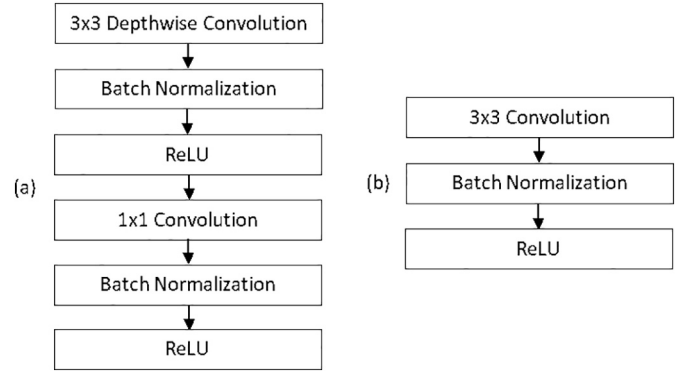 3x3 Depthwise Convolution
Batch Normalization
ReLU
(a)
1x1 Convolution
Batch Normalization
ReLU
3x3 Convolution
(b)
Batch Normalization
ReLU